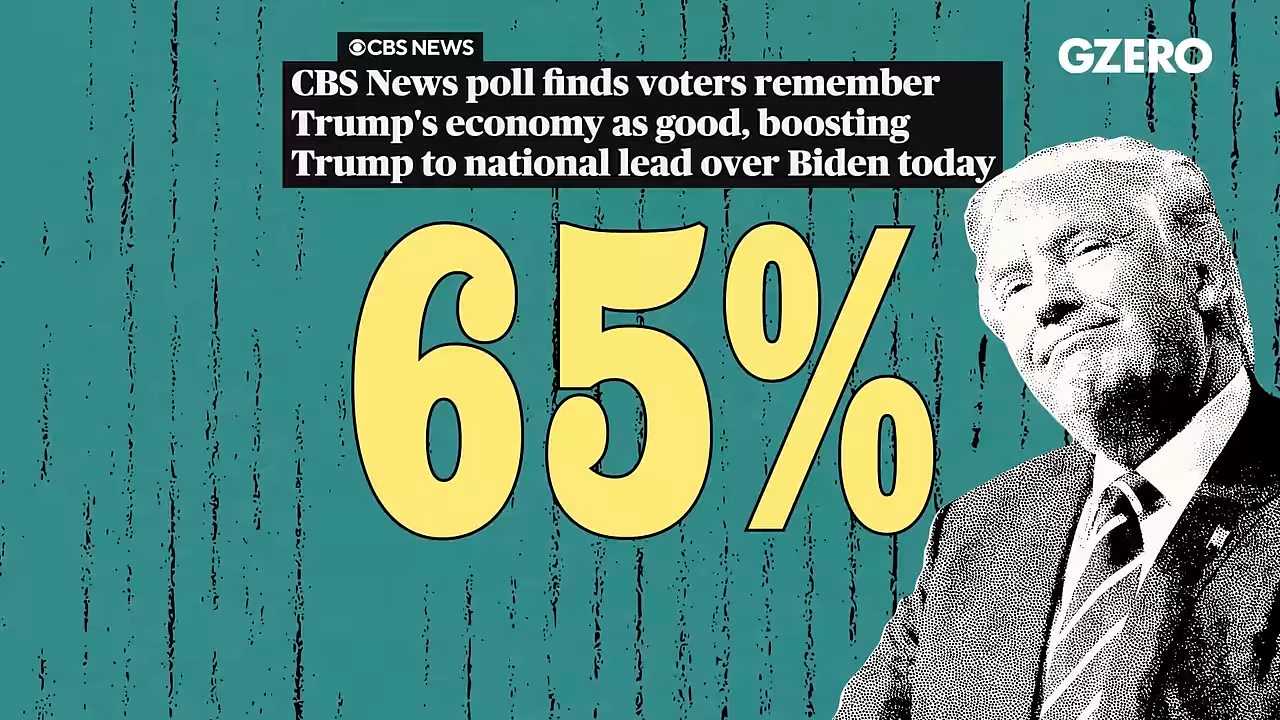 CBS NEWS
GZERO
CBS News poll finds voters remember
Trump's economy as good, boosting
Trump to national lead over Biden today
65%